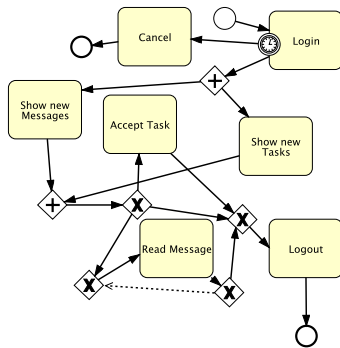 Cancel
Login
Show new
Messages
Accept Task
Show new
Tasks
X
X
Read Message
Logout
X
X